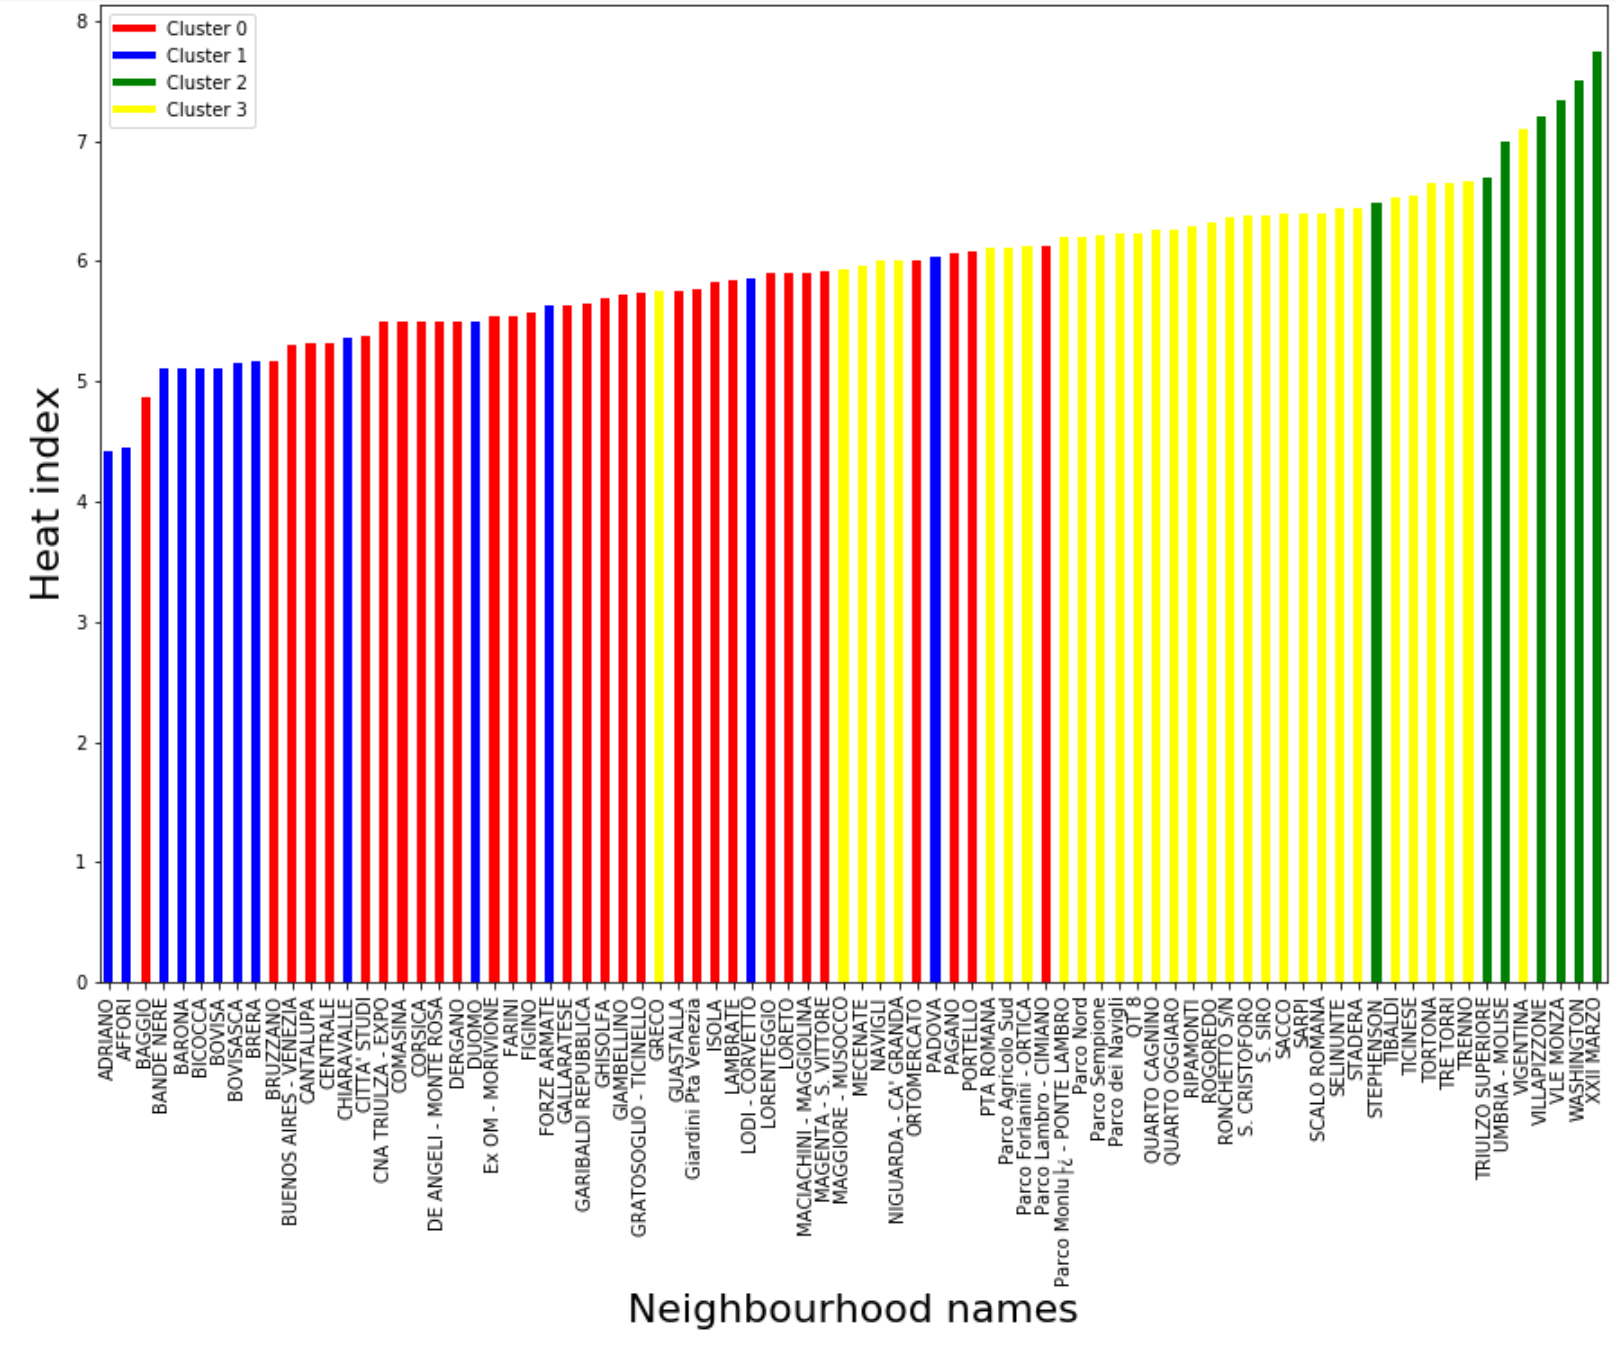 8
7
6
5
4
3
2
1
0
Heat index
Cluster 0
Cluster 1
Cluster 2
Cluster 3
ADRIANO
AFFORI
BAGGIO
BANDE NERE
BARONA
BICOCCA
BOVISA
BOVISASCA
BRERA
BRUZZANO
BUENOS AIRES - VENEZIA
CANTALUPA
CENTRALE
CHIARAVALLE
CITTA' STUDI
CNA TRIULZA - EXPO
COMASINA
CORSICA
DE ANGELI - MONTE ROSA
DERGANO
DUOMO
Ex OM - MORIVIONE
FARINI
FIGINO
FORZE ARMATE
GALLARATESE
GARIBALDI REPUBBLICA
GHISOLFA
GIAMBELLINO
GRATOSOGLIO - TICINELLO
GRECO
GUASTALLA
Giardini Pta Venezia
ISOLA
LAMBRATE
LODI - CORVETTO
LORENTEGGIO
LORETO
MACIACHINI - MAGGIOLINA
MAGENTA - S. VITTORE
MAGGIORE - MUSOCCO
MECENATE
NAVIGLI
NIGUARDA - CA' GRANDA
ORTOMERCATO
PADOVA
PAGANO
PORTELLO
PTA ROMANA
Parco Agricolo Sud
Parco Forlanini - ORTICA
Parco Lambro - CIMIANO
Parco Monlu├¿ - PONTE LAMBRO
Parco Nord
Parco Sempione
Parco dei Navigli
QT 8
QUARTO CAGNINO
QUARTO OGGIARO
RIPAMONTI
ROGOREDO
RONCHETTO S/N
S. CRISTOFORO
S. SIRO
SACCO
SARPI
SCALO ROMANA
SELINUNTE
STADERA
STEPHENSON
TIBALDI
TICINESE
TORTONA
TRE TORRI
TRENNO
TRIULZO SUPERIORE
UMBRIA - MOLISE
VIGENTINA
VILLAPIZZONE
VLE MONZA
WASHINGTON
XXII MARZO
Neighbourhood names